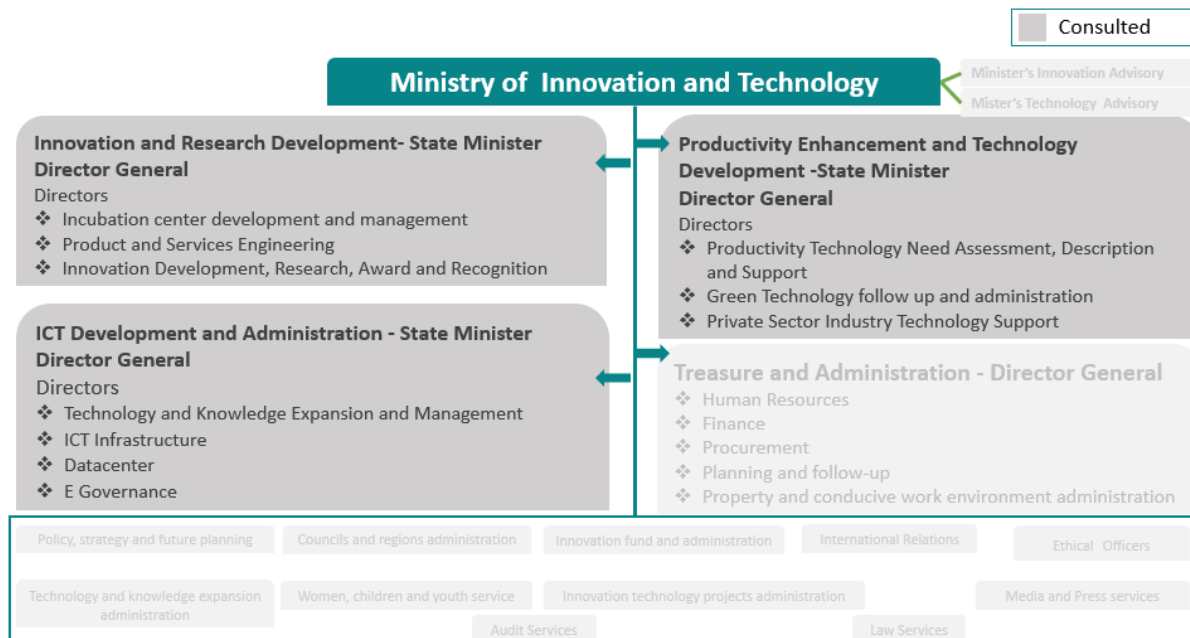 Consulted
Ministry of Innovation and Technology
Minister's Innovation Advisory
Mister's Technology Advisory
Innovation and Research Development- State Minister
Director General
Directors
❖ Incubation center development and management
❖ Product and Services Engineering
❖ Innovation Development, Research, Award and Recognition
Productivity Enhancement and Technology
Development -State Minister
Director General
Directors
❖ Productivity Technology Need Assessment, Description
and Support
❖ Green Technology follow up and administration
❖ Private Sector Industry Technology Support
ICT Development and Administration - State Minister
Director General
Directors
❖ Technology and Knowledge Expansion and Management
❖ ICT Infrastructure
❖ Datacenter
❖ E Governance
Treasure and Administration - Director General
❖ Human Resources
❖ Finance
❖ Procurement
❖ Planning and follow-up
❖ Property and conducive work environment administration
Policy, strategy and future planning
Councils and regions administration
Innovation fund and administration
International Relations
Ethical Officers
Technology and knowledge expansion
administration
Women, children and youth service
Innovation technology projects administration
Media and Press services
Audit Services
Law Services